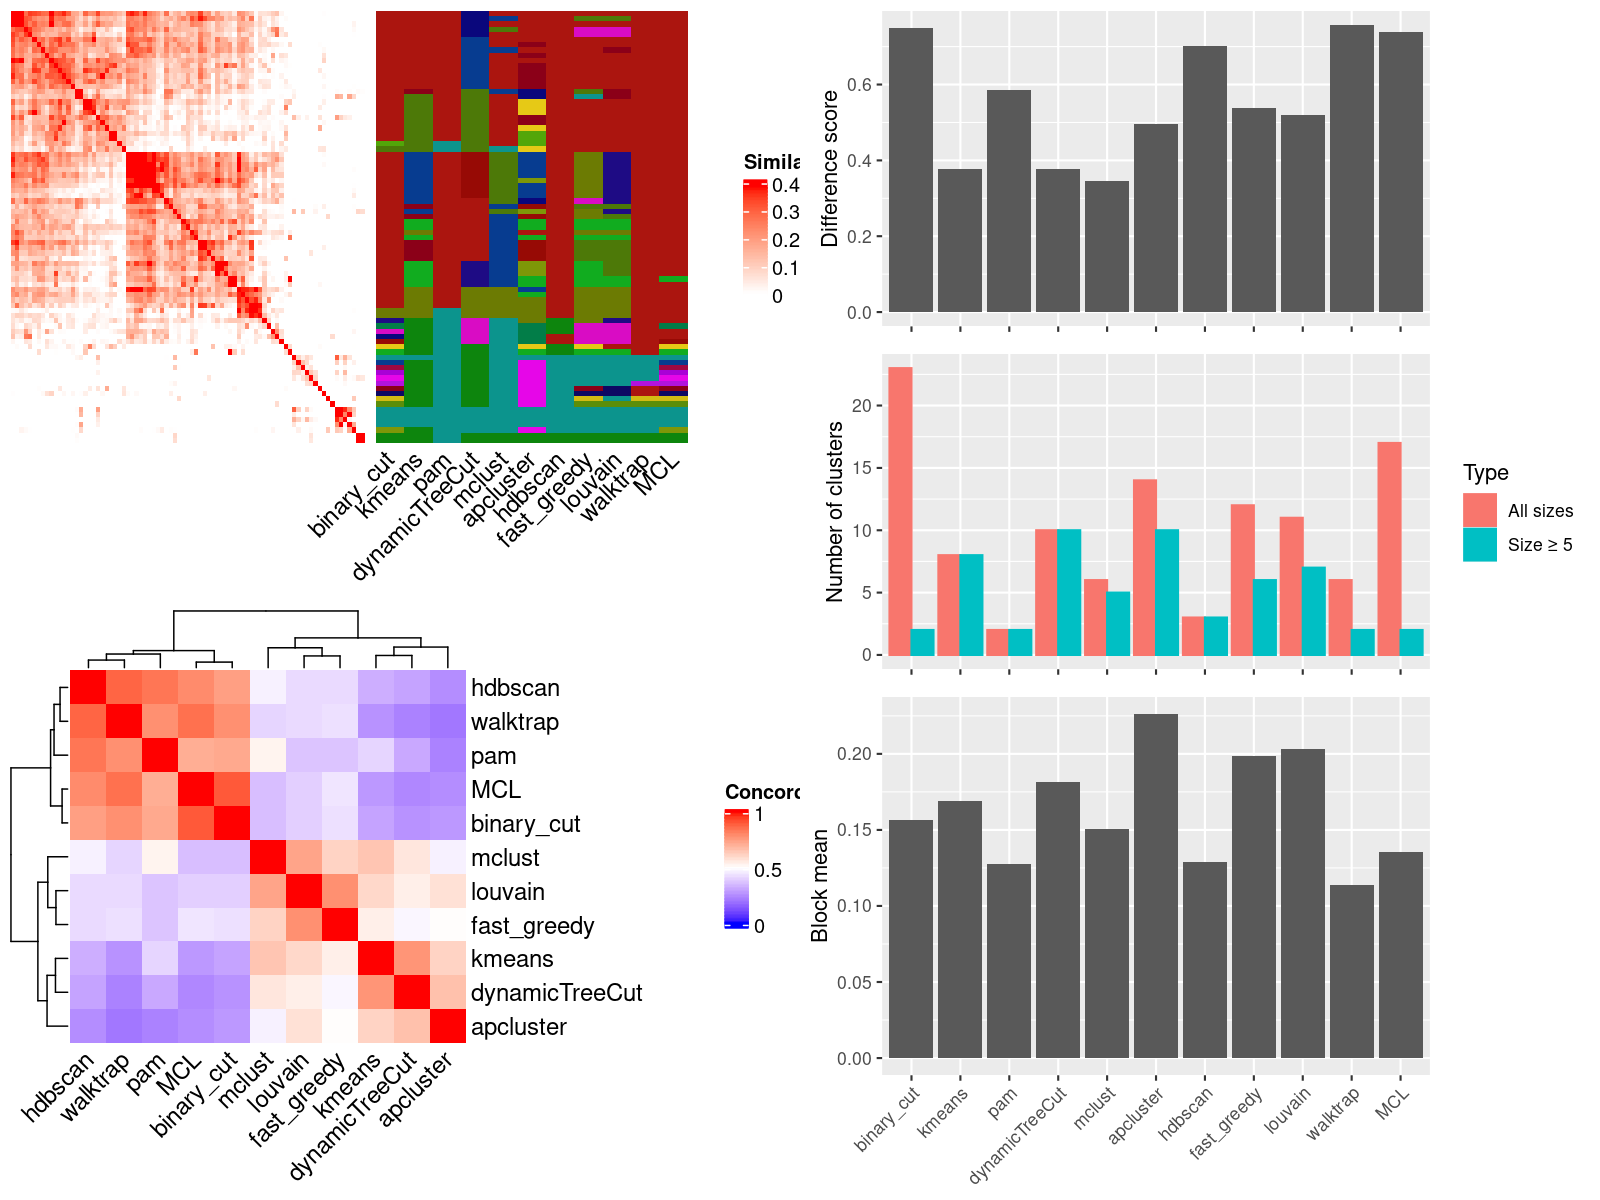 Simila
0.4
0.3
0.2
0.1
0
binary_cut
kmeans
pam
dynamicTreeCut
mclust
apcluster
hdbscan
fast_greedy
louvain
walktrap
MCL
hdbscan
walktrap
pam
MCL
binary_cut
mclust
louvain
fast_greedy
kmeans
dynamicTreeCut
apcluster
hdbscan
walktrap
pam
MCL
binary_cut
mclust
louvain
fast_greedy
kmeans
dynamicTreeCut
apcluster
Concord
1
0.5
0
Difference score
0.6
0.4
0.2
0.0
Number of clusters
20
15
10
5
0
Type
All sizes
Size ≥ 5
Block mean
0.20
0.15
0.10
0.05
0.00
binary_cut
kmeans
pam
dynamicTreeCut
mclust
apcluster
hdbscan
fast_greedy
louvain
walktrap
MCL